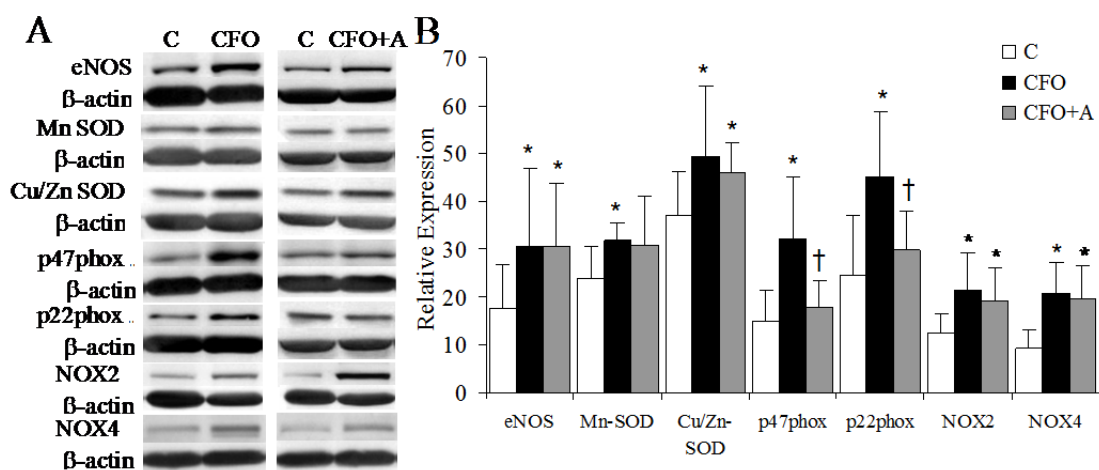 A
C CFO C CFO+A
eNOS
β-actin
Mn SOD
β-actin
Cu/Zn SOD
β-actin
p47phox ..
β-actin
p22phox ..
β-actin
NOX2
β-actin
NOX4
β-actin
B
C
CFO
CFO+A
Relative Expression
70
60
50
40
30
20
10
0
* * * * * * * † * † * * * *
eNOS Mn-SOD Cu/Zn-SOD p47phox p22phox NOX2 NOX4